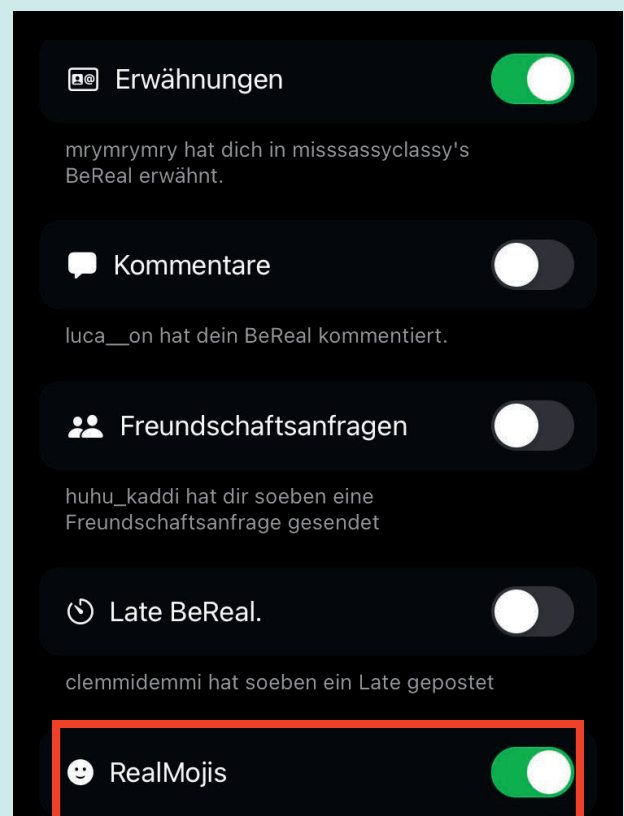 Erwähnungen
mrymrymry hat dich in misssassyclassy's
BeReal erwähnt.
Kommentare
luca__on hat dein BeReal kommentiert.
Freundschaftsanfragen
huhu_kaddi hat dir soeben eine
Freundschaftsanfrage gesendet
Late BeReal.
clemmidemmi hat soeben ein Late gepostet
RealMojis